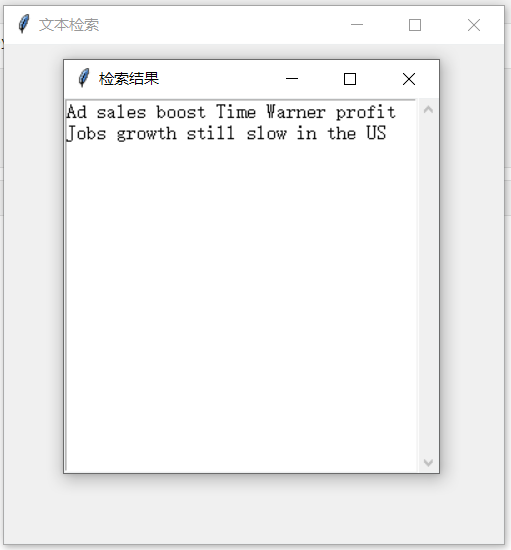 文本检索
检索结果
Ad sales boost Time Warner profit
Jobs growth still slow in the US